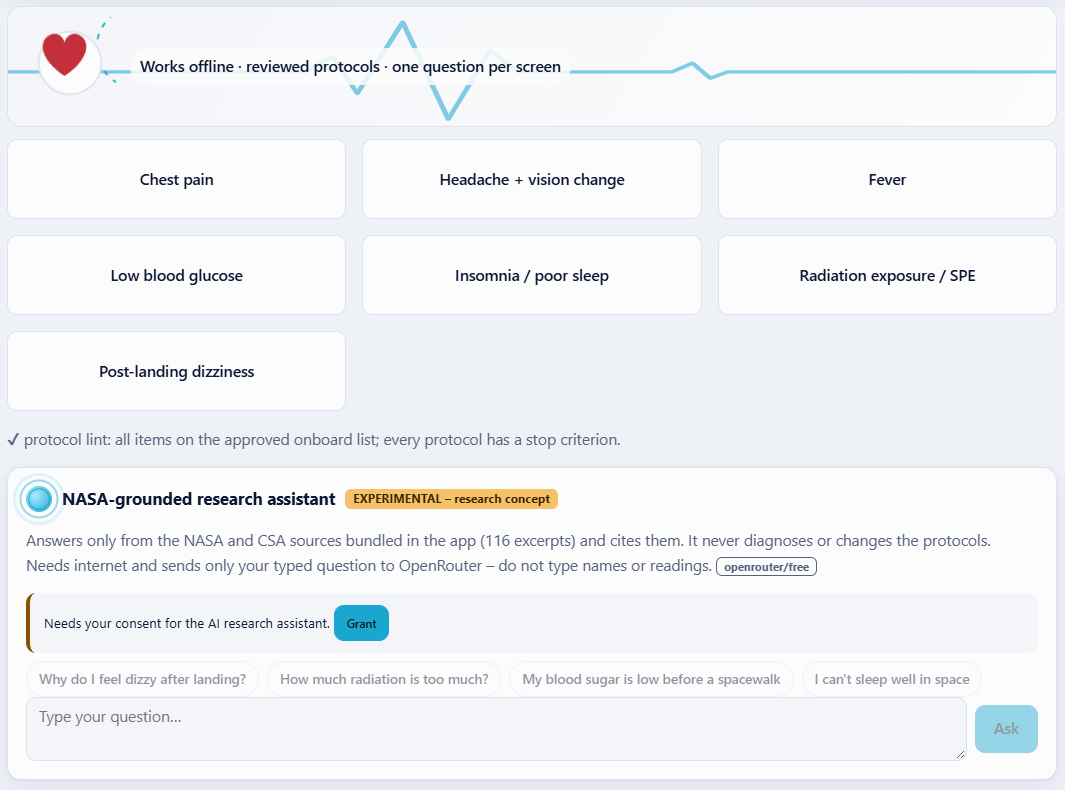 Works offline · reviewed protocols · one question per screen
Chest pain
Headache + vision change
Fever
Low blood glucose
Insomnia / poor sleep
Radiation exposure / SPE
Post-landing dizziness
✓ protocol lint: all items on the approved onboard list; every protocol has a stop criterion.
NASA-grounded research assistant
EXPERIMENTAL – research concept
Answers only from the NASA and CSA sources bundled in the app (116 excerpts) and cites them. It never diagnoses or changes the protocols.
Needs internet and sends only your typed question to OpenRouter – do not type names or readings. openrouter/free
Needs your consent for the AI research assistant. Grant
Why do I feel dizzy after landing?
How much radiation is too much?
My blood sugar is low before a spacewalk
I can't sleep well in space
Type your question...
Ask